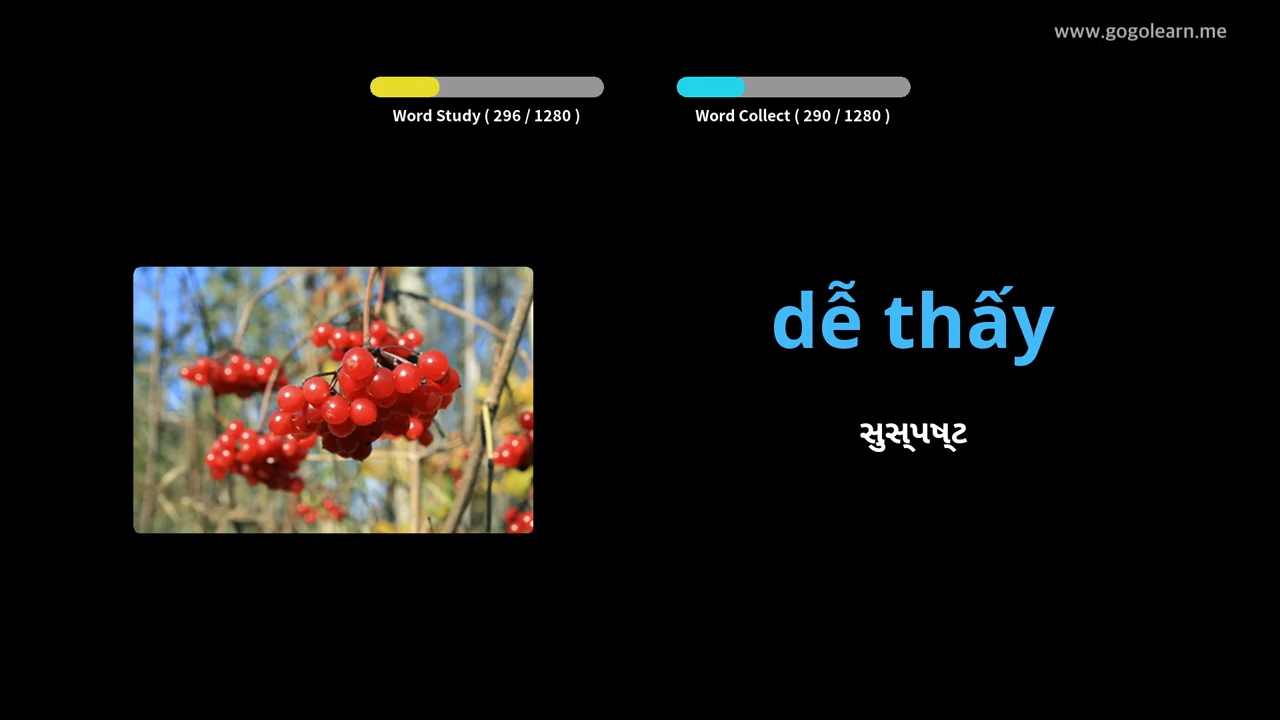 www.gogolearn.me
Word Study ( 296 / 1280 )
Word Collect ( 290 / 1280 )
dễ thấy
સુસ્પષ્ટ